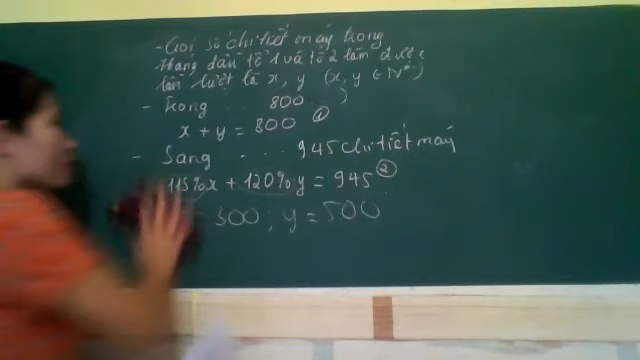 - Gọi số chi tiết máy trong
tháng đầu tổ 1 và tổ 2 làm được
lần lượt là x, y (x, y ∈ N*)
- Trong ... 800 ...)
x + y = 800 ①
- Sang ... 945 chi tiết máy
115%x + 120%y = 945 ②
= 300 ; y = 500